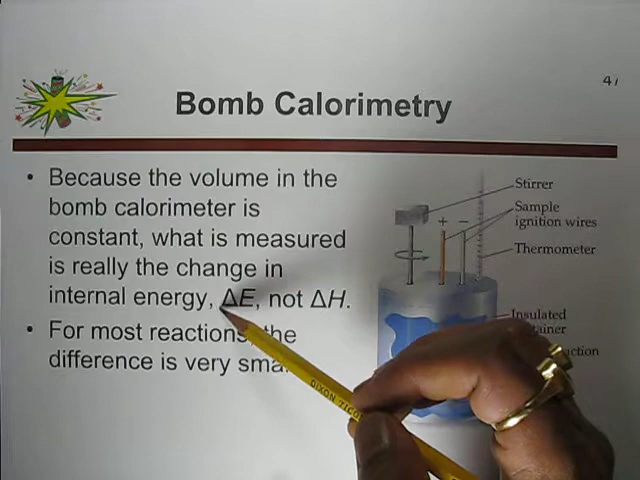 47
Bomb Calorimetry
• Because the volume in the
bomb calorimeter is
constant, what is measured
is really the change in
internal energy, ΔE, not ΔH.
• For most reactions, the
difference is very
Stirrer
+ −
Sample
ignition wires
Thermometer
Insulated
DIXON